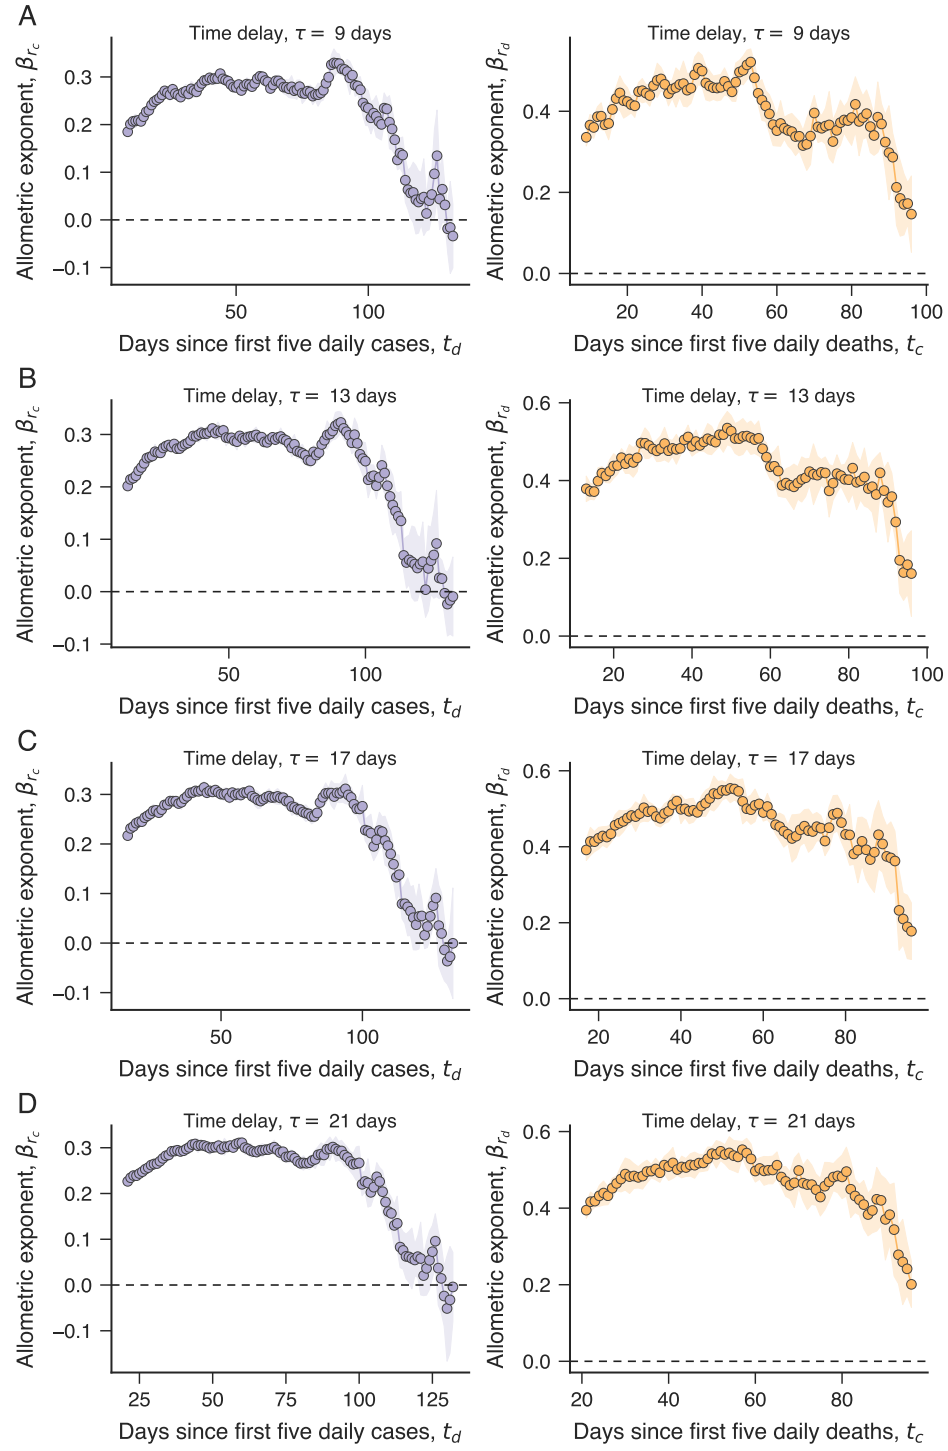 A
Time delay, τ = 9 days
Allometric exponent, β_{r_c}
0.3
0.2
0.1
0.0
−0.1
50
100
Days since first five daily cases, t_d
Time delay, τ = 9 days
Allometric exponent, β_{r_d}
0.4
0.2
0.0
20
40
60
80
100
Days since first five daily deaths, t_c
B
Time delay, τ = 13 days
Allometric exponent, β_{r_c}
0.3
0.2
0.1
0.0
−0.1
50
100
Days since first five daily cases, t_d
Time delay, τ = 13 days
Allometric exponent, β_{r_d}
0.6
0.4
0.2
0.0
20
40
60
80
100
Days since first five daily deaths, t_c
C
Time delay, τ = 17 days
Allometric exponent, β_{r_c}
0.3
0.2
0.1
0.0
−0.1
50
100
Days since first five daily cases, t_d
Time delay, τ = 17 days
Allometric exponent, β_{r_d}
0.6
0.4
0.2
0.0
20
40
60
80
Days since first five daily deaths, t_c
D
Time delay, τ = 21 days
Allometric exponent, β_{r_c}
0.3
0.2
0.1
0.0
−0.1
25
50
75
100
125
Days since first five daily cases, t_d
Time delay, τ = 21 days
Allometric exponent, β_{r_d}
0.6
0.4
0.2
0.0
20
40
60
80
Days since first five daily deaths, t_c